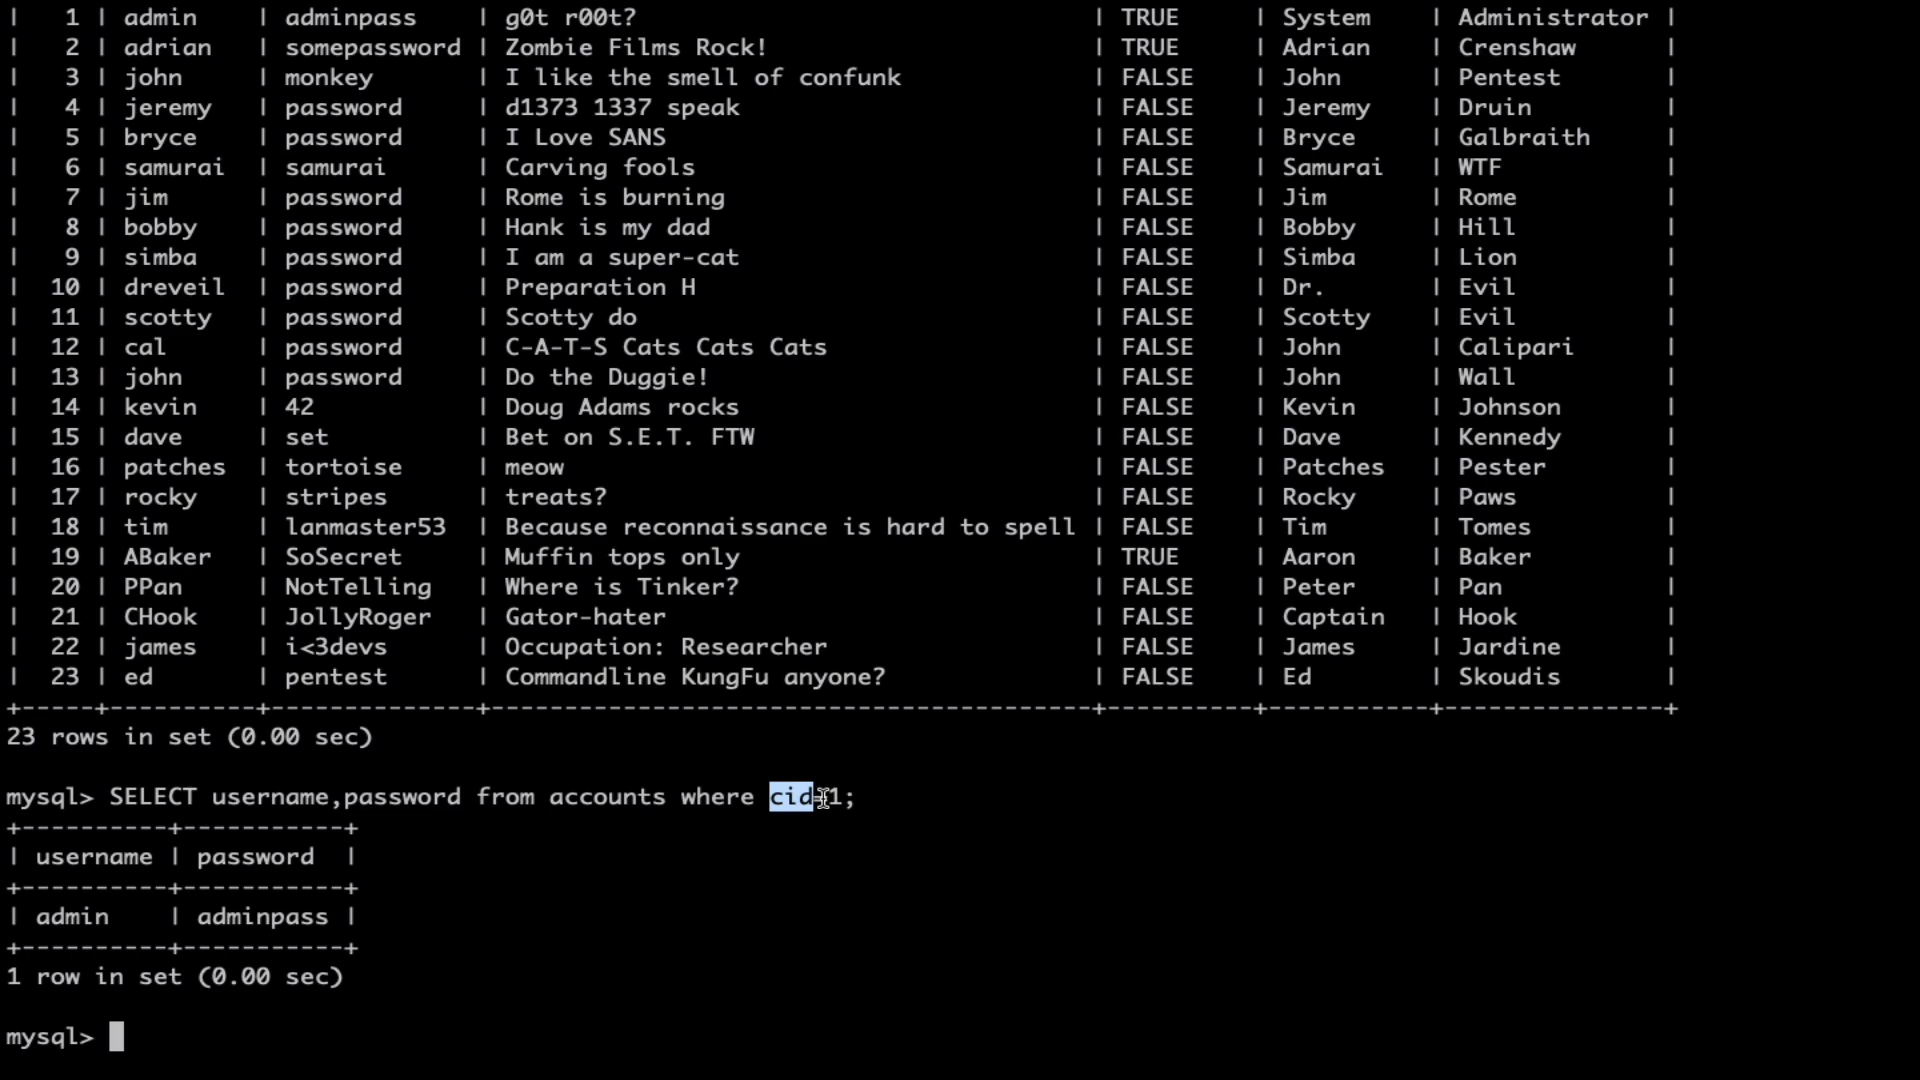 |   1 | admin    | adminpass    | g0t r00t?                               | TRUE     | System    | Administrator |
|   2 | adrian   | somepassword | Zombie Films Rock!                      | TRUE     | Adrian    | Crenshaw      |
|   3 | john     | monkey       | I like the smell of confunk             | FALSE    | John      | Pentest       |
|   4 | jeremy   | password     | d1373 1337 speak                        | FALSE    | Jeremy    | Druin         |
|   5 | bryce    | password     | I Love SANS                             | FALSE    | Bryce     | Galbraith     |
|   6 | samurai  | samurai      | Carving fools                           | FALSE    | Samurai   | WTF           |
|   7 | jim      | password     | Rome is burning                         | FALSE    | Jim       | Rome          |
|   8 | bobby    | password     | Hank is my dad                          | FALSE    | Bobby     | Hill          |
|   9 | simba    | password     | I am a super-cat                        | FALSE    | Simba     | Lion          |
|  10 | dreveil  | password     | Preparation H                           | FALSE    | Dr.       | Evil          |
|  11 | scotty   | password     | Scotty do                               | FALSE    | Scotty    | Evil          |
|  12 | cal      | password     | C-A-T-S Cats Cats Cats                  | FALSE    | John      | Calipari      |
|  13 | john     | password     | Do the Duggie!                          | FALSE    | John      | Wall          |
|  14 | kevin    | 42           | Doug Adams rocks                        | FALSE    | Kevin     | Johnson       |
|  15 | dave     | set          | Bet on S.E.T. FTW                       | FALSE    | Dave      | Kennedy       |
|  16 | patches  | tortoise     | meow                                    | FALSE    | Patches   | Pester        |
|  17 | rocky    | stripes      | treats?                                 | FALSE    | Rocky     | Paws          |
|  18 | tim      | lanmaster53  | Because reconnaissance is hard to spell | FALSE    | Tim       | Tomes         |
|  19 | ABaker   | SoSecret     | Muffin tops only                        | TRUE     | Aaron     | Baker         |
|  20 | PPan     | NotTelling   | Where is Tinker?                        | FALSE    | Peter     | Pan           |
|  21 | CHook    | JollyRoger   | Gator-hater                             | FALSE    | Captain   | Hook          |
|  22 | james    | i<3devs      | Occupation: Researcher                  | FALSE    | James     | Jardine       |
|  23 | ed       | pentest      | Commandline KungFu anyone?              | FALSE    | Ed        | Skoudis       |
+-----+----------+--------------+-----------------------------------------+----------+-----------+---------------+
23 rows in set (0.00 sec)
mysql> SELECT username,password from accounts where cid=1;
+----------+-----------+
| username | password  |
+----------+-----------+
| admin    | adminpass |
+----------+-----------+
1 row in set (0.00 sec)
mysql>